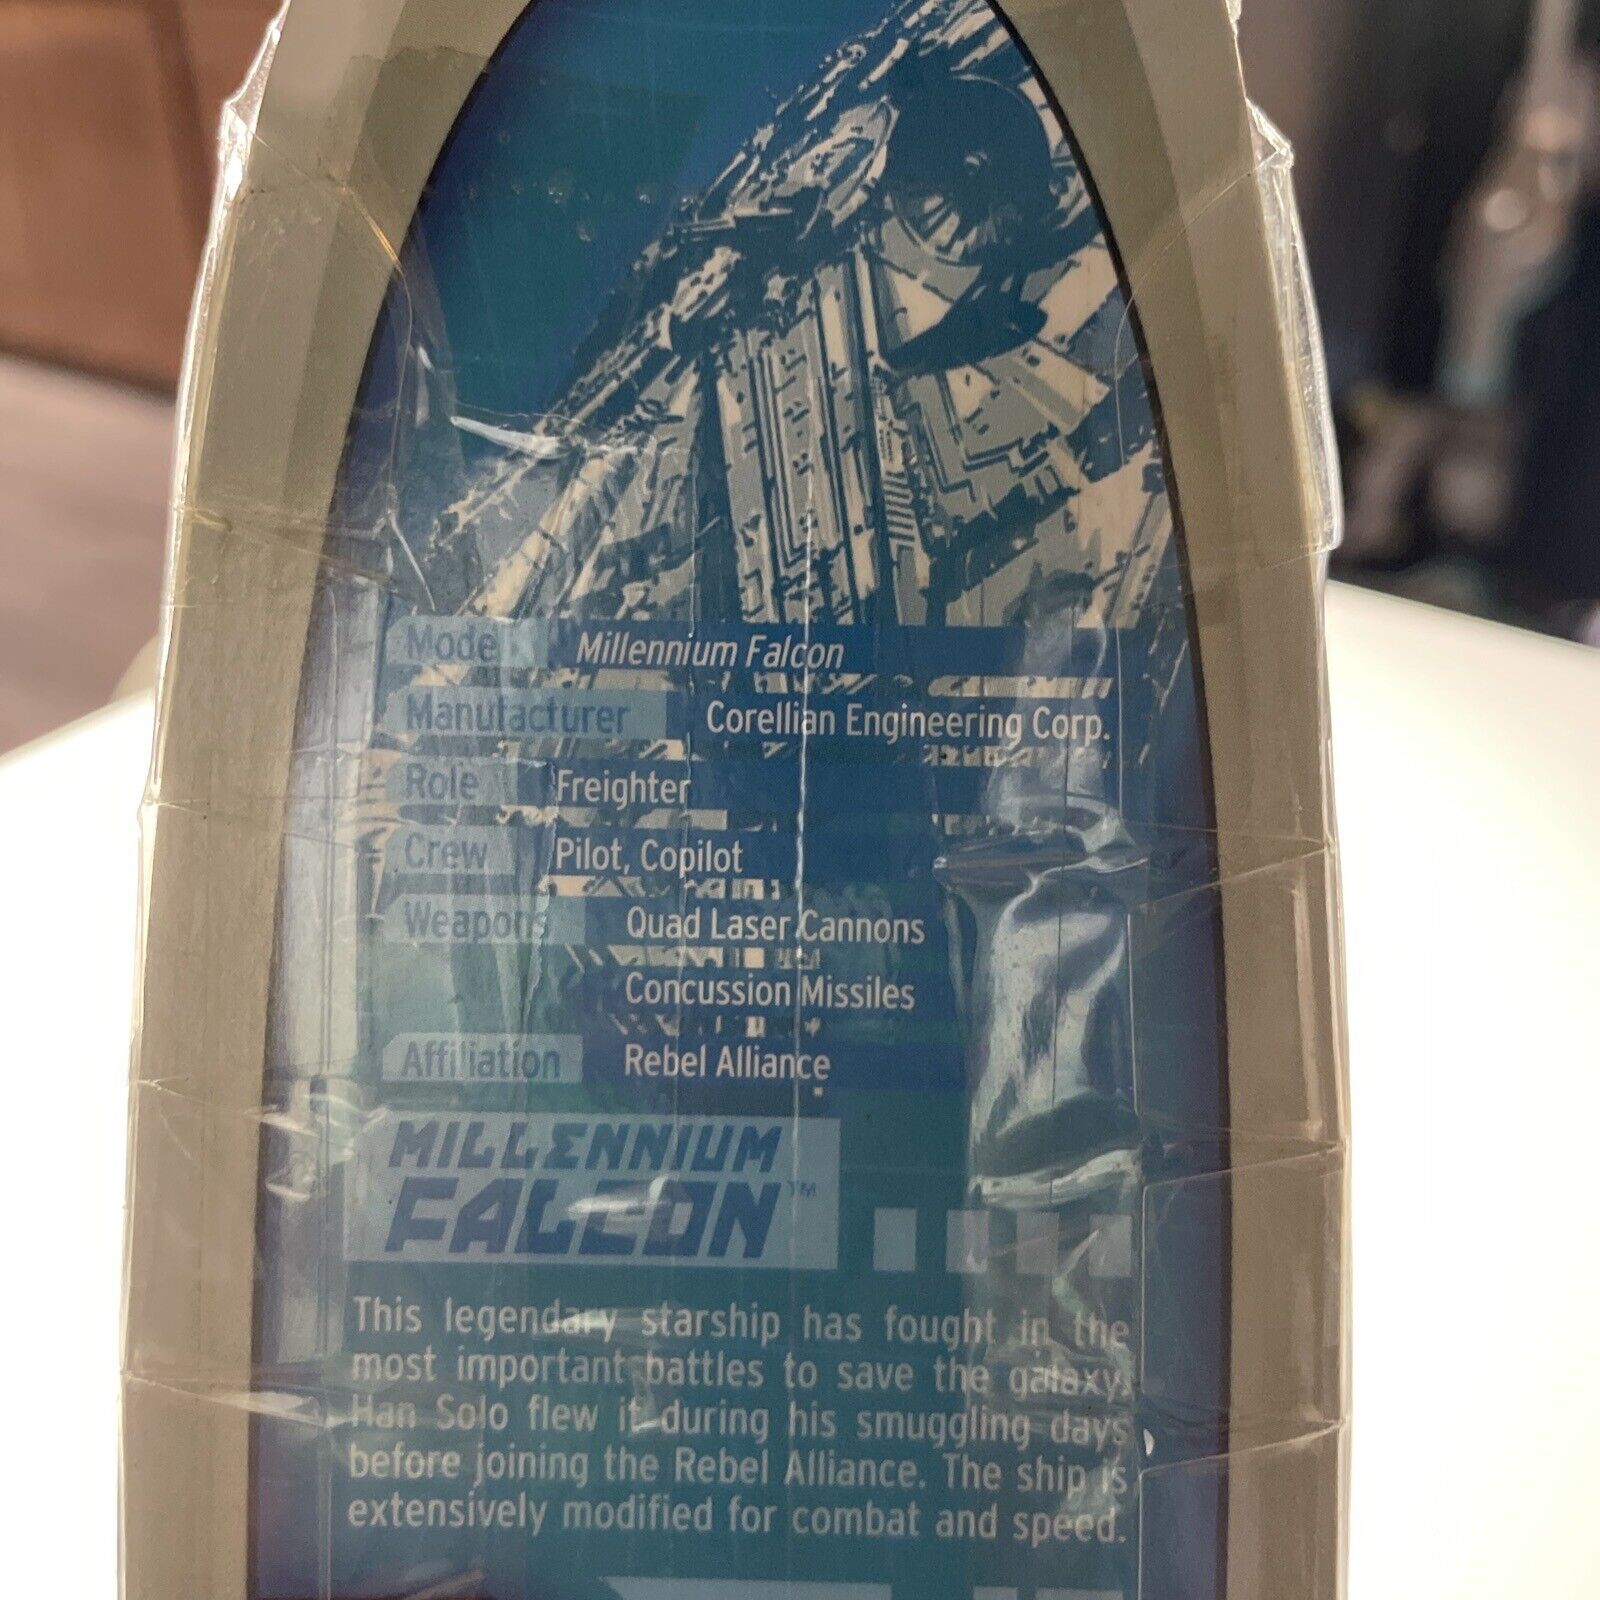 Model Millennium Falcon
Manufacturer Corellian Engineering Corp.
Role Freighter
Crew Pilot, Copilot
Weapons Quad Laser Cannons
Concussion Missiles
Affiliation Rebel Alliance
MILLENNIUM
FALCON™
This legendary starship has fought in the
most important battles to save the galaxy.
Han Solo flew it during his smuggling days
before joining the Rebel Alliance. The ship is
extensively modified for combat and speed.